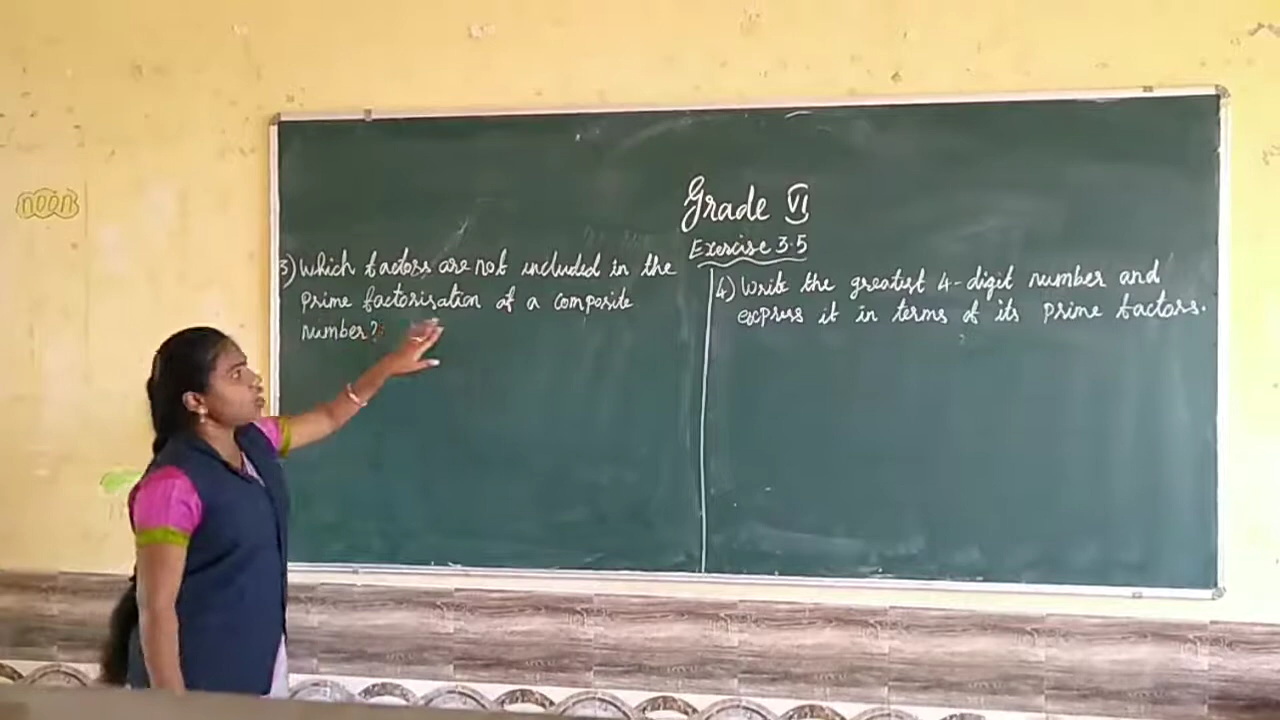 noon
Grade VI
Exercise 3.5
3) Which factors are not included in the
Prime factorisation of a composite
number?
4) Write the greatest 4-digit number and
express it in terms of its prime factors.